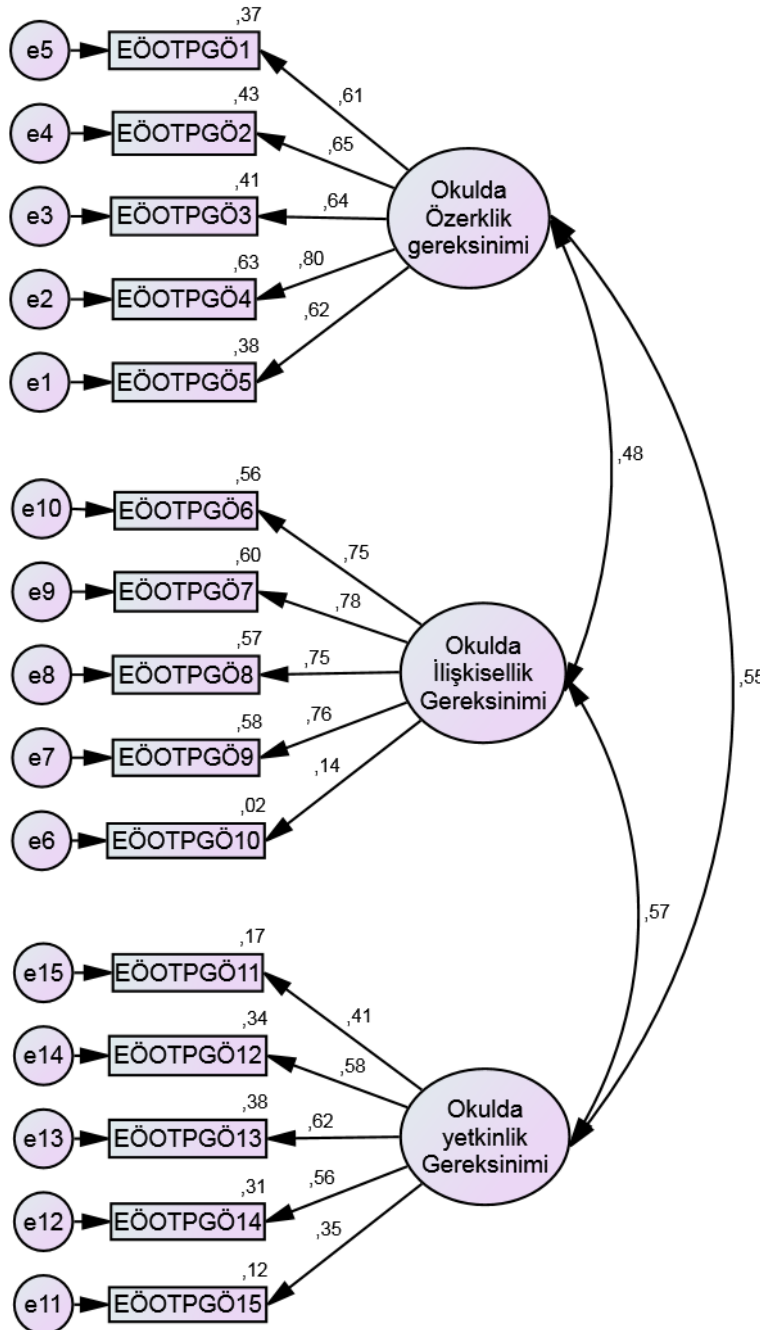 ,37
e5
EÖOTPGÖ1
,61
,43
e4
EÖOTPGÖ2
,65
,41
e3
EÖOTPGÖ3
,64
,63
e2
EÖOTPGÖ4
,80
,38
e1
EÖOTPGÖ5
,62
Okulda
Özerklik
gereksinimi
,48
,56
e10
EÖOTPGÖ6
,75
,60
e9
EÖOTPGÖ7
,78
,57
e8
EÖOTPGÖ8
,75
,58
e7
EÖOTPGÖ9
,76
,02
e6
EÖOTPGÖ10
,14
Okulda
İlişkisellik
Gereksinimi
,55
,57
,17
e15
EÖOTPGÖ11
,41
,34
e14
EÖOTPGÖ12
,58
,38
e13
EÖOTPGÖ13
,62
,31
e12
EÖOTPGÖ14
,56
,12
e11
EÖOTPGÖ15
,35
Okulda
yetkinlik
Gereksinimi